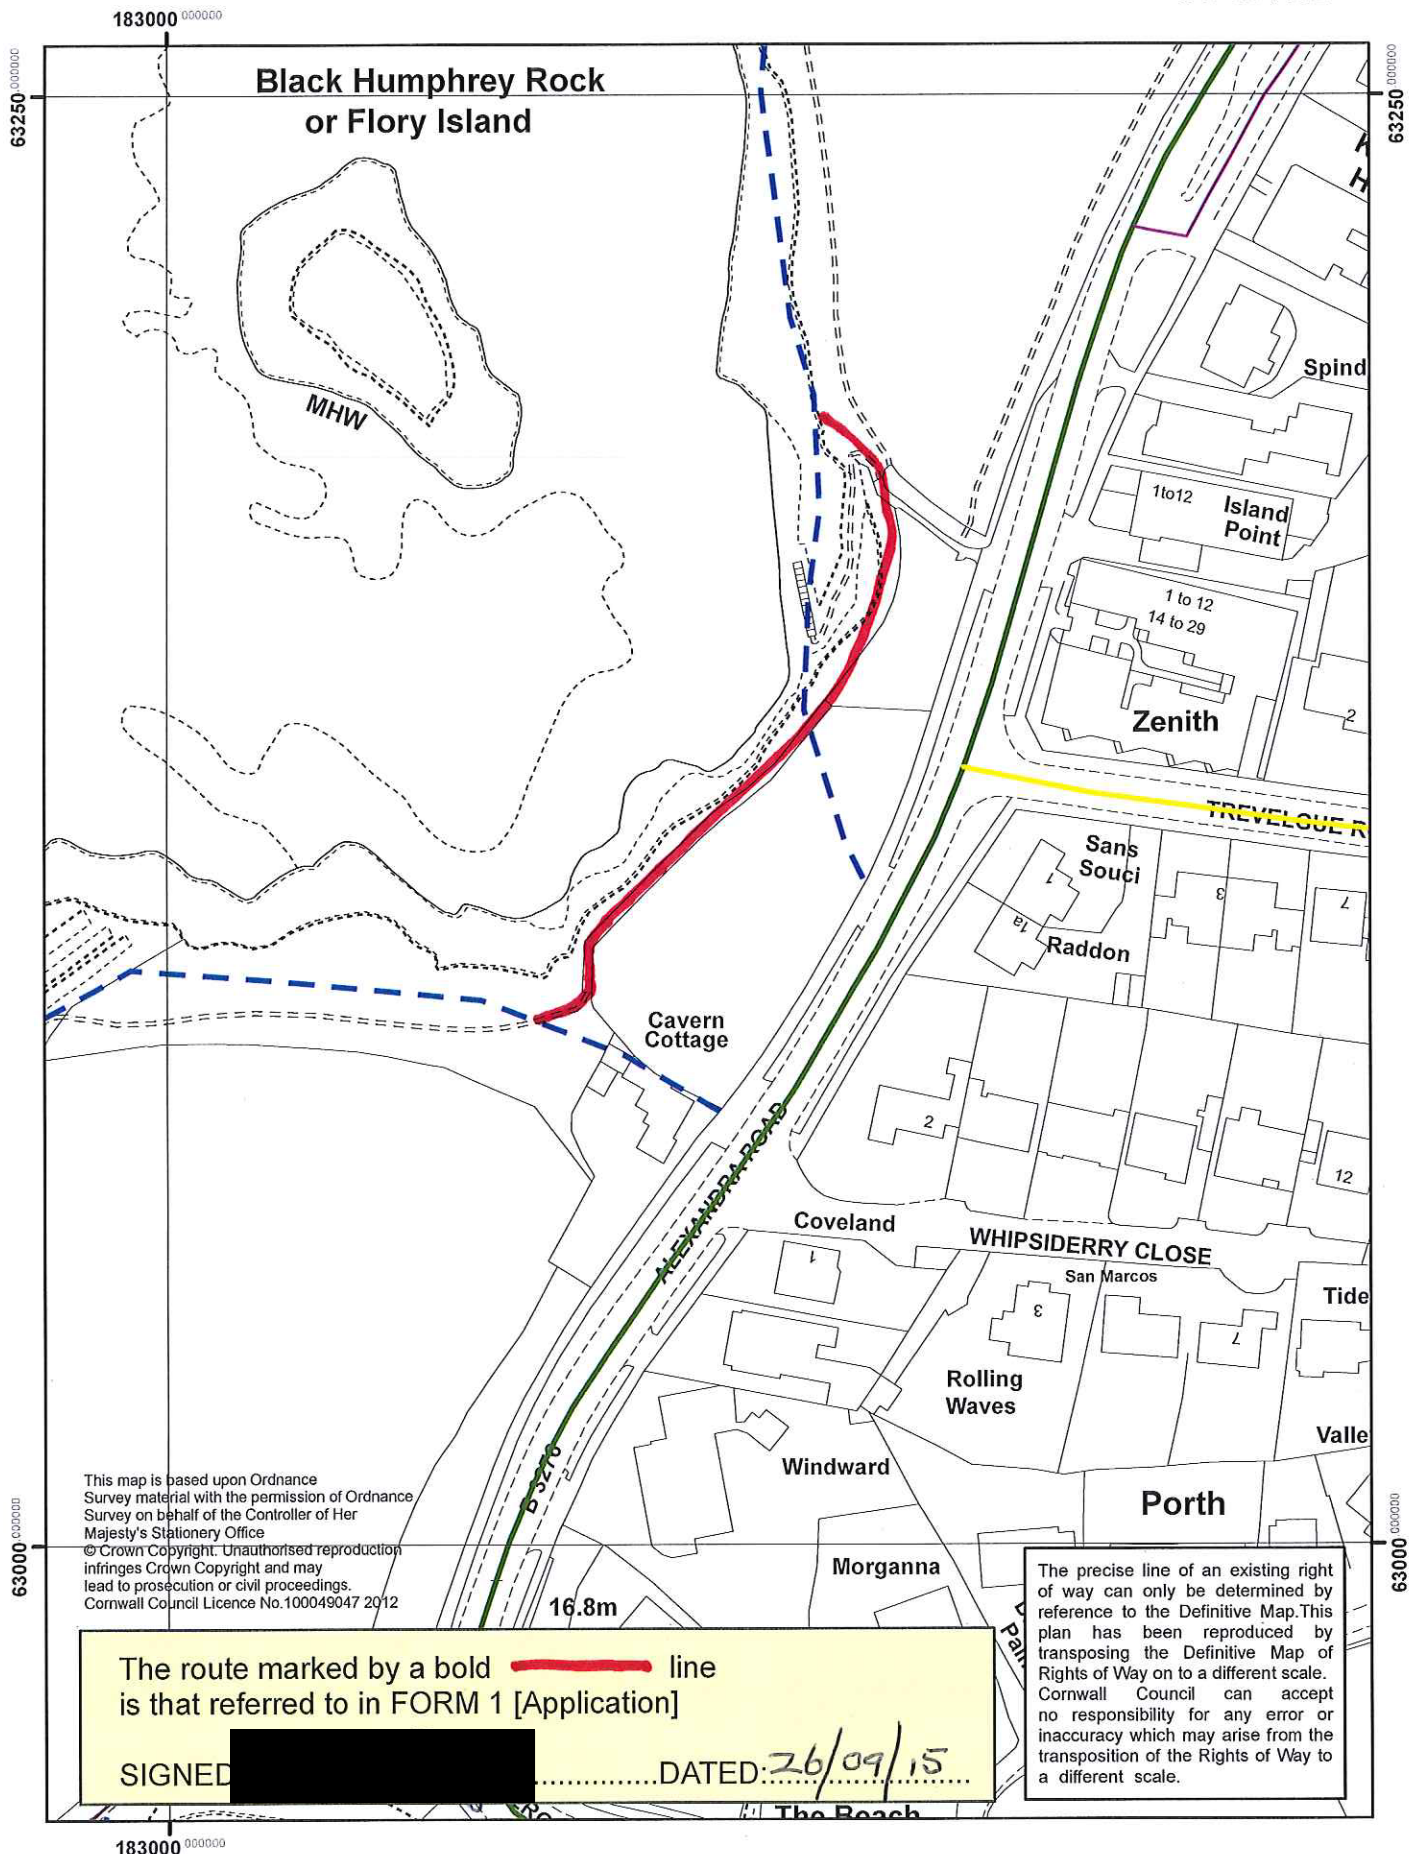 183000 000000
63250 000000
63250 000000
Black Humphrey Rock
or Flory Island
MHW
Spind
1to12
Island
Point
1 to 12
14 to 29
Zenith
2
TREVELGUE R
Sans
Souci
1
1a
3
7
Raddon
Cavern
Cottage
2
12
ALEXANDRA ROAD
Coveland
WHIPSIDERRY CLOSE
1
San Marcos
3
7
Tide
Rolling
Waves
Valle
Windward
B 3276
Porth
Morganna
16.8m
63000 000000
63000 000000
This map is based upon Ordnance
Survey material with the permission of Ordnance
Survey on behalf of the Controller of Her
Majesty's Stationery Office
© Crown Copyright. Unauthorised reproduction
infringes Crown Copyright and may
lead to prosecution or civil proceedings.
Cornwall Council Licence No.100049047 2012
The precise line of an existing right
of way can only be determined by
reference to the Definitive Map.This
plan has been reproduced by
transposing the Definitive Map of
Rights of Way on to a different scale.
Cornwall Council can accept
no responsibility for any error or
inaccuracy which may arise from the
transposition of the Rights of Way to
a different scale.
The route marked by a bold line
is that referred to in FORM 1 [Application]
SIGNED ..............DATED: 26/09/15
The Beach
183000 000000